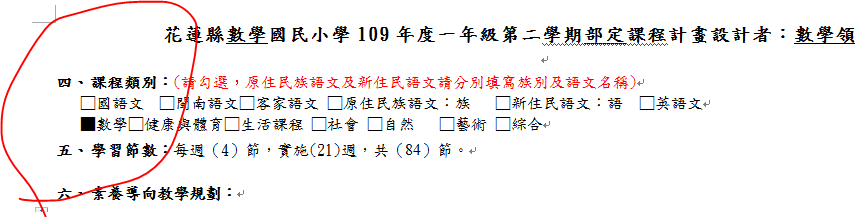 花蓮縣數學國民小學 109 年度一年級第二學期部定課程計畫設計者：數學領
四、課程類別：(請勾選，原住民族語文及新住民語文請分別填寫族別及語文名稱)
□國語文 □閩南語文□客家語文 □原住民族語文：族 □新住民語文：語 □英語文
■數學□健康與體育□生活課程 □社會 □自然 □藝術 □綜合
五、學習節數：每週（4）節，實施(21)週，共（84）節。
六、素養導向教學規劃：